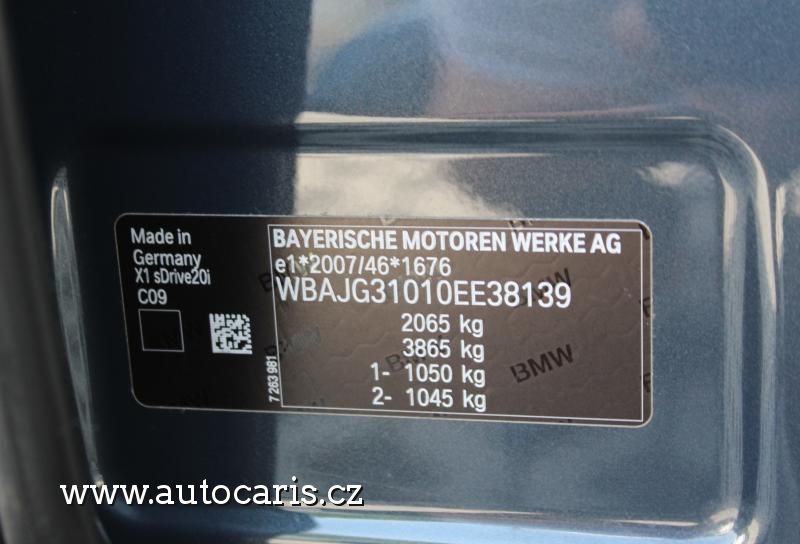 Made in
Germany
X1 sDrive20i
C09
BAYERISCHE MOTOREN WERKE AG
e1*2007/46*1676
WBAJG31010EE38139
2065 kg
3865 kg
1- 1050 kg
2- 1045 kg
7 263 981
BMW
www.autocaris.cz